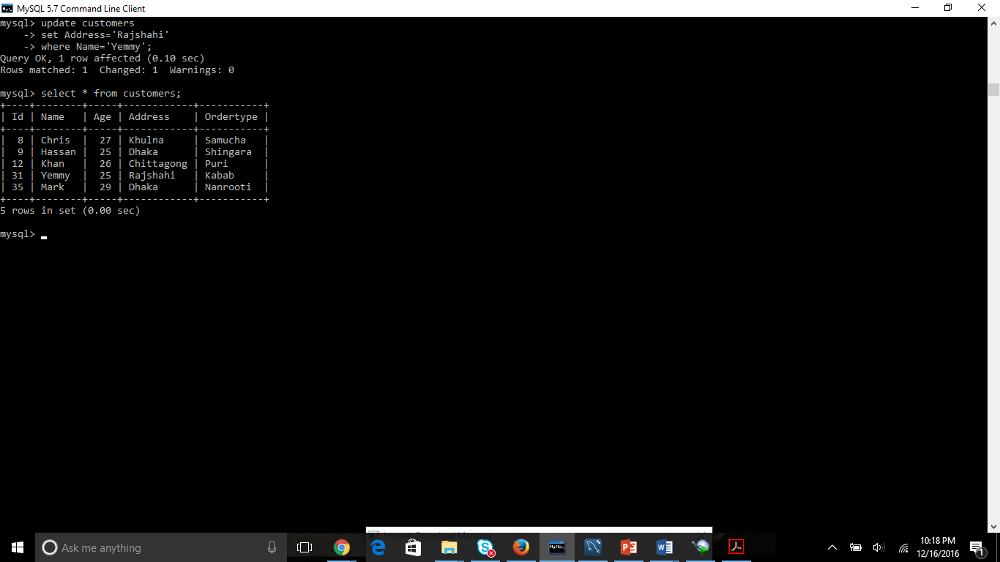 MySQL 5.7 Command Line Client
mysql> update customers
    -> set Address='Rajshahi'
    -> where Name='Yemmy';
Query OK, 1 row affected (0.10 sec)
Rows matched: 1  Changed: 1  Warnings: 0
mysql> select * from customers;
+----+--------+-----+------------+-----------+
| Id | Name   | Age | Address    | Ordertype |
+----+--------+-----+------------+-----------+
|  8 | Chris  |  27 | Khulna     | Samucha   |
|  9 | Hassan |  25 | Dhaka      | Shingara  |
| 12 | Khan   |  26 | Chittagong | Puri      |
| 31 | Yemmy  |  25 | Rajshahi   | Kabab     |
| 35 | Mark   |  29 | Dhaka      | Nanrooti  |
+----+--------+-----+------------+-----------+
5 rows in set (0.00 sec)
mysql>
Internet Download Manager
Ask me anything
10:18 PM
12/16/2016
1